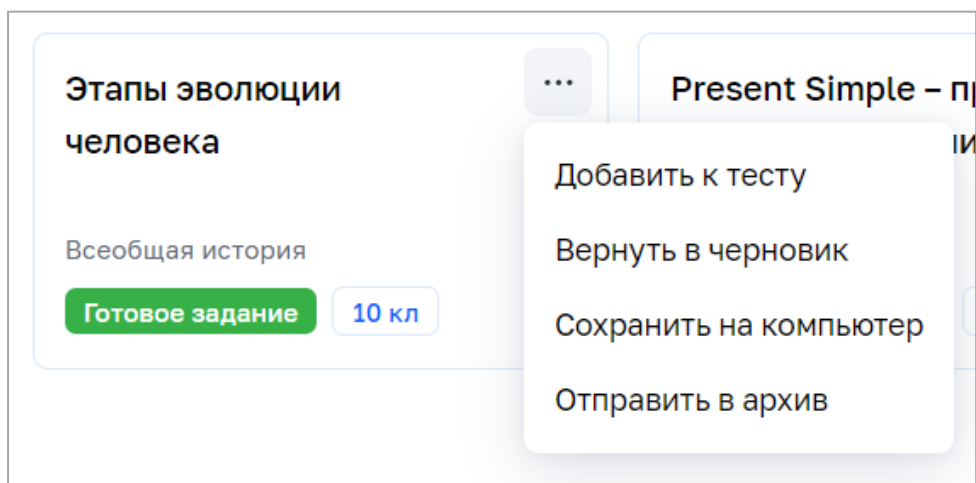 Этапы эволюции
человека
Всеобщая история
Готовое задание
10 кл
Present Simple –
Добавить к тесту
Вернуть в черновик
Сохранить на компьютер
Отправить в архив